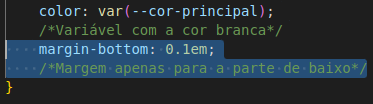 color: var(--cor-principal);
/*Variável com a cor branca*/
margin-bottom: 0.1em;
/*Margem apenas para a parte de baixo*/
}